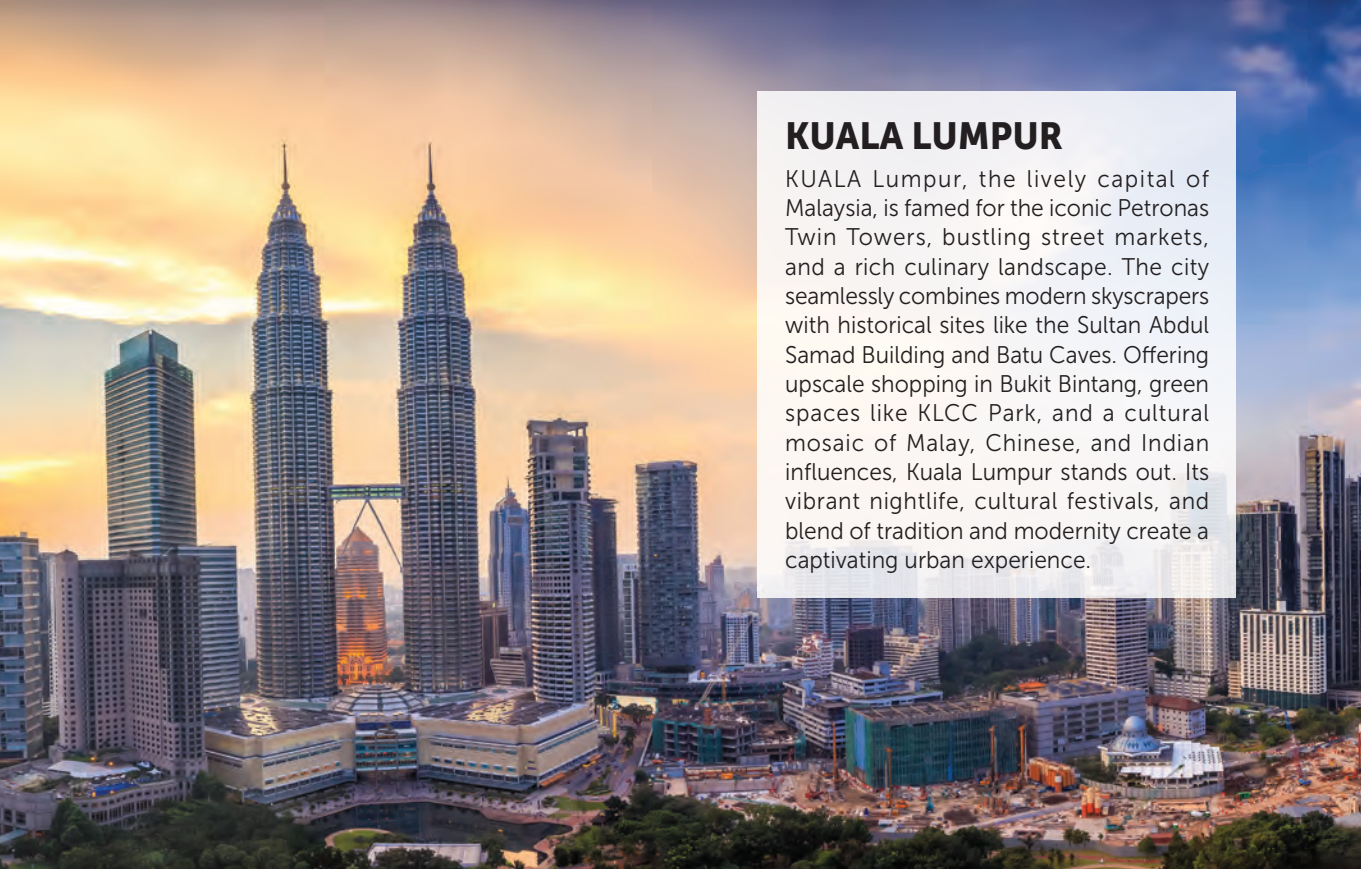 KUALA LUMPUR
KUALA Lumpur, the lively capital of
Malaysia, is famed for the iconic Petronas
Twin Towers, bustling street markets,
and a rich culinary landscape. The city
seamlessly combines modern skyscrapers
with historical sites like the Sultan Abdul
Samad Building and Batu Caves. Offering
upscale shopping in Bukit Bintang, green
spaces like KLCC Park, and a cultural
mosaic of Malay, Chinese, and Indian
influences, Kuala Lumpur stands out. Its
vibrant nightlife, cultural festivals, and
blend of tradition and modernity create a
captivating urban experience.